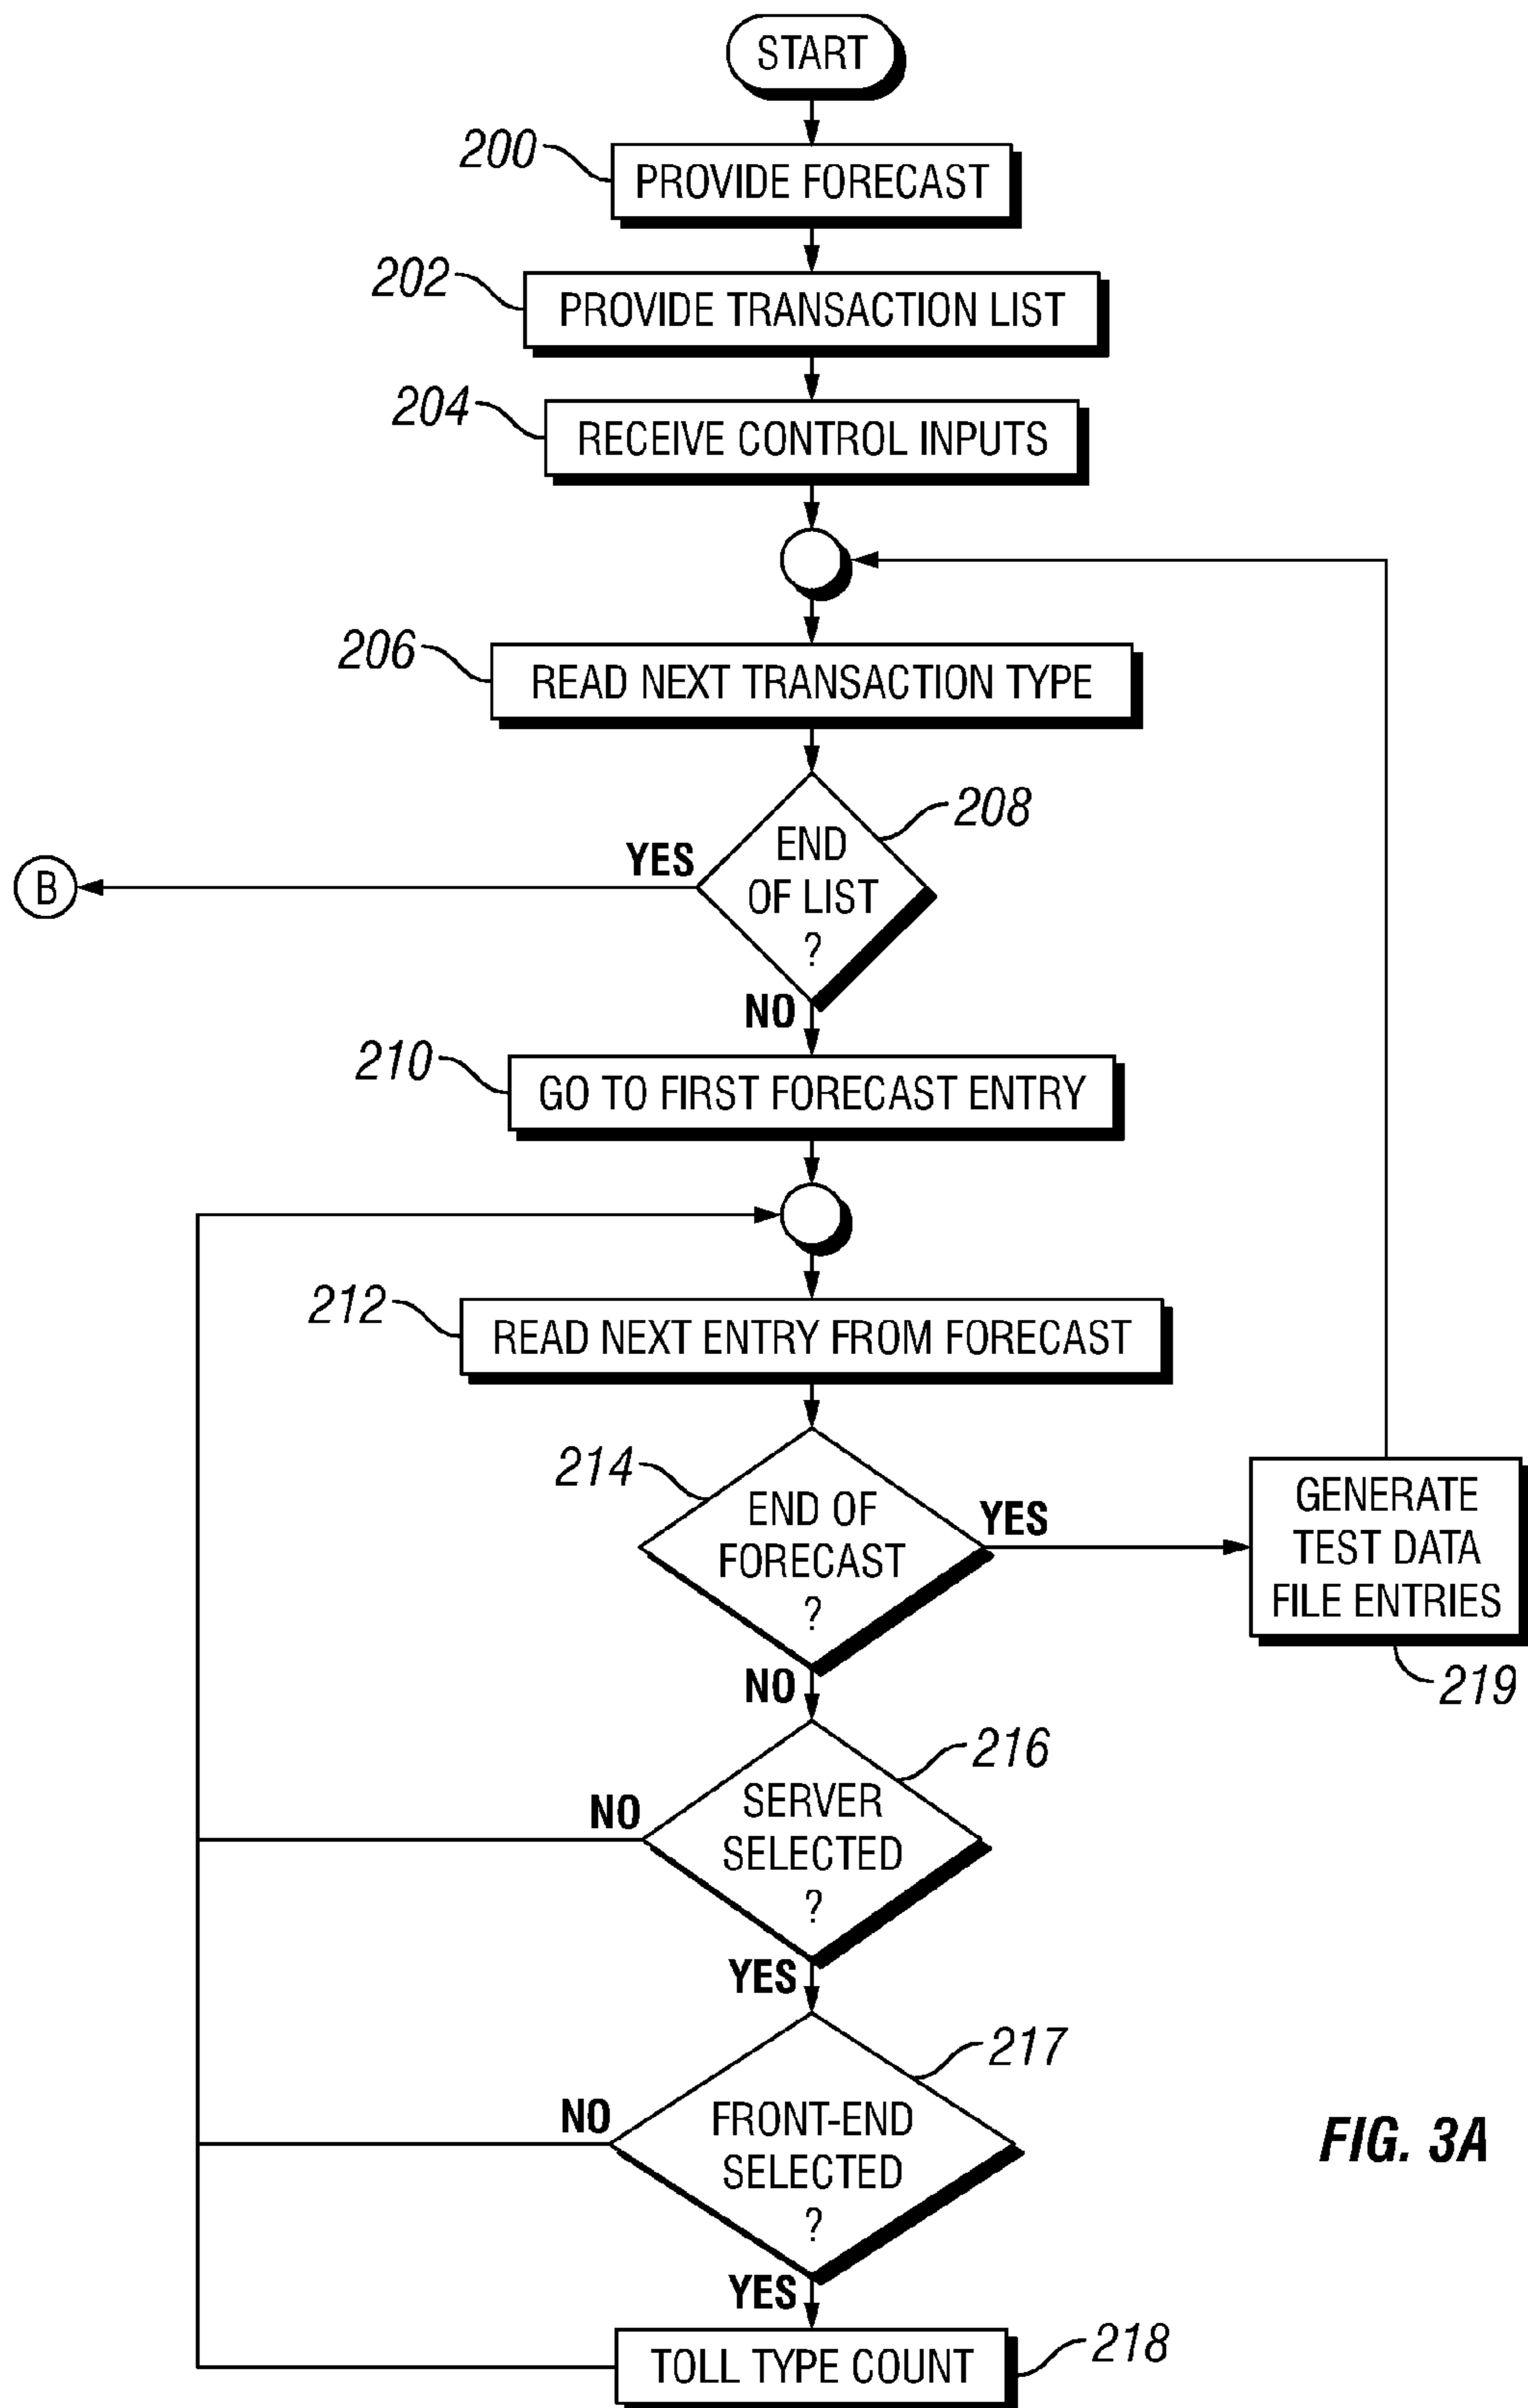 START
200
PROVIDE FORECAST
202
PROVIDE TRANSACTION LIST
204
RECEIVE CONTROL INPUTS
206
READ NEXT TRANSACTION TYPE
208
END
OF LIST
?
YES
B
NO
210
GO TO FIRST FORECAST ENTRY
212
READ NEXT ENTRY FROM FORECAST
214
END OF
FORECAST
?
YES
GENERATE
TEST DATA
FILE ENTRIES
219
NO
216
SERVER
SELECTED
?
NO
YES
217
FRONT-END
SELECTED
?
NO
YES
TOLL TYPE COUNT
218
FIG. 3A